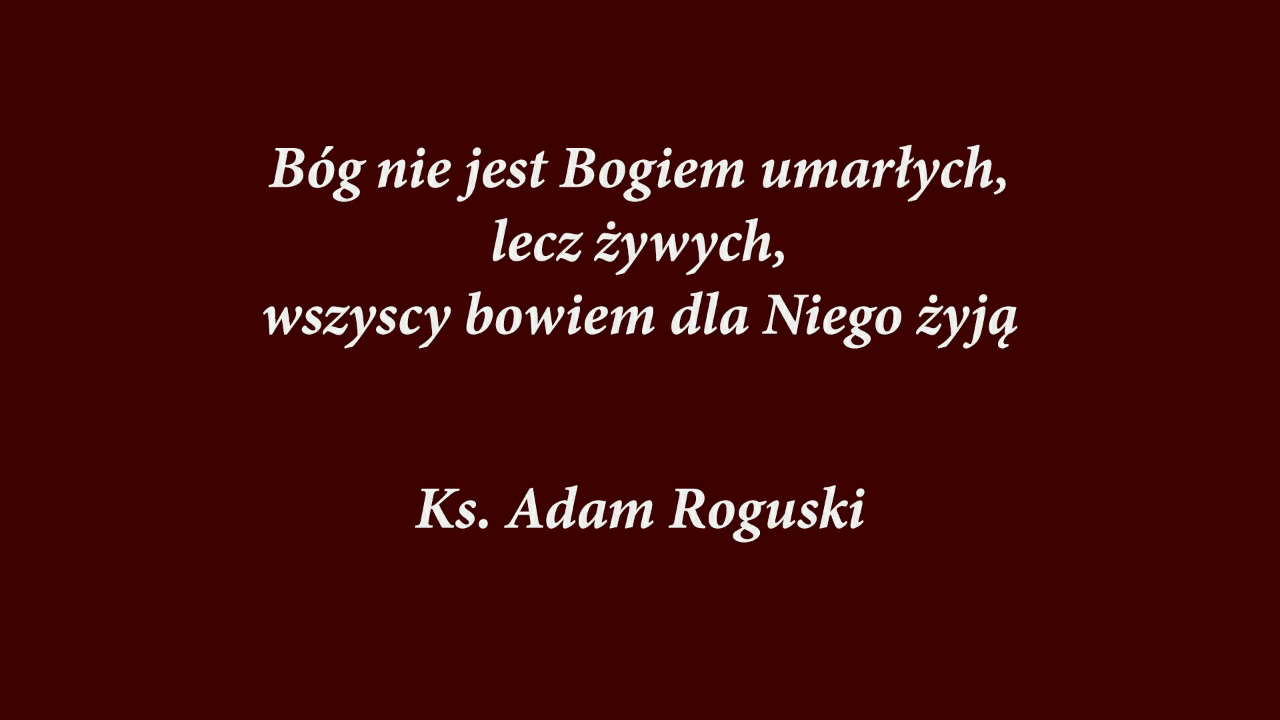 Bóg nie jest Bogiem umarłych,
lecz żywych,
wszyscy bowiem dla Niego żyją
Ks. Adam Roguski